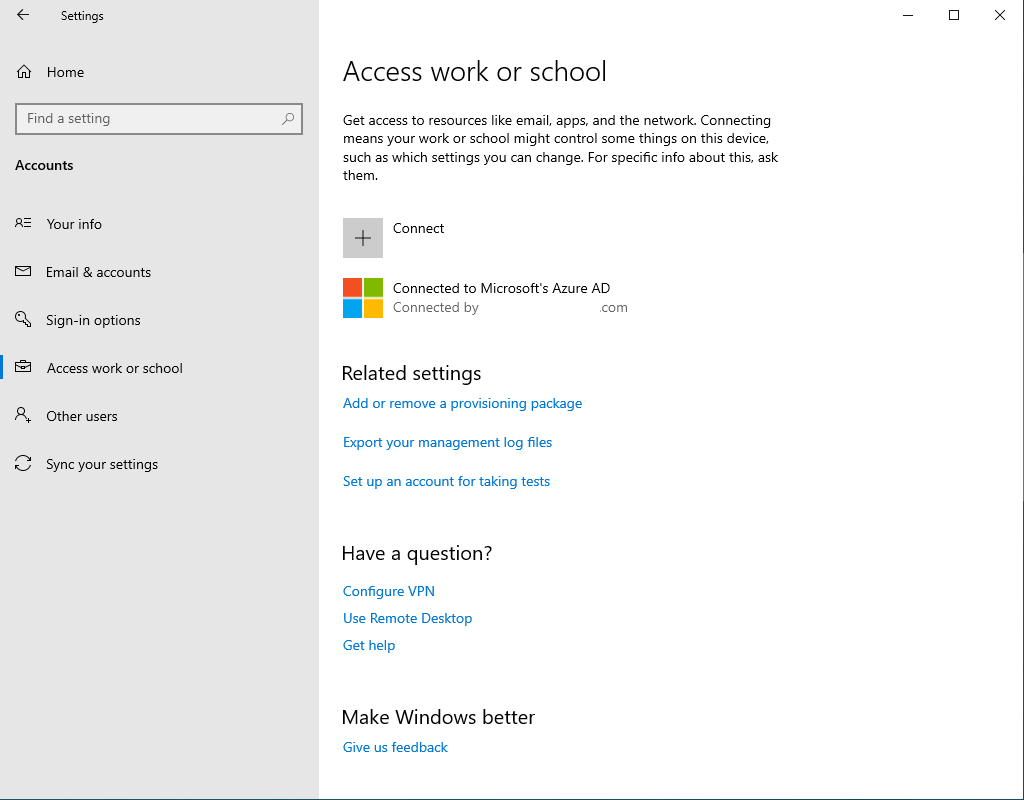 Settings
Home
Find a setting
Accounts
Your info
Email & accounts
Sign-in options
Access work or school
Other users
Sync your settings
Access work or school
Get access to resources like email, apps, and the network. Connecting
means your work or school might control some things on this device,
such as which settings you can change. For specific info about this, ask
them.
Connect
Connected to Microsoft's Azure AD
Connected by .com
Related settings
Add or remove a provisioning package
Export your management log files
Set up an account for taking tests
Have a question?
Configure VPN
Use Remote Desktop
Get help
Make Windows better
Give us feedback